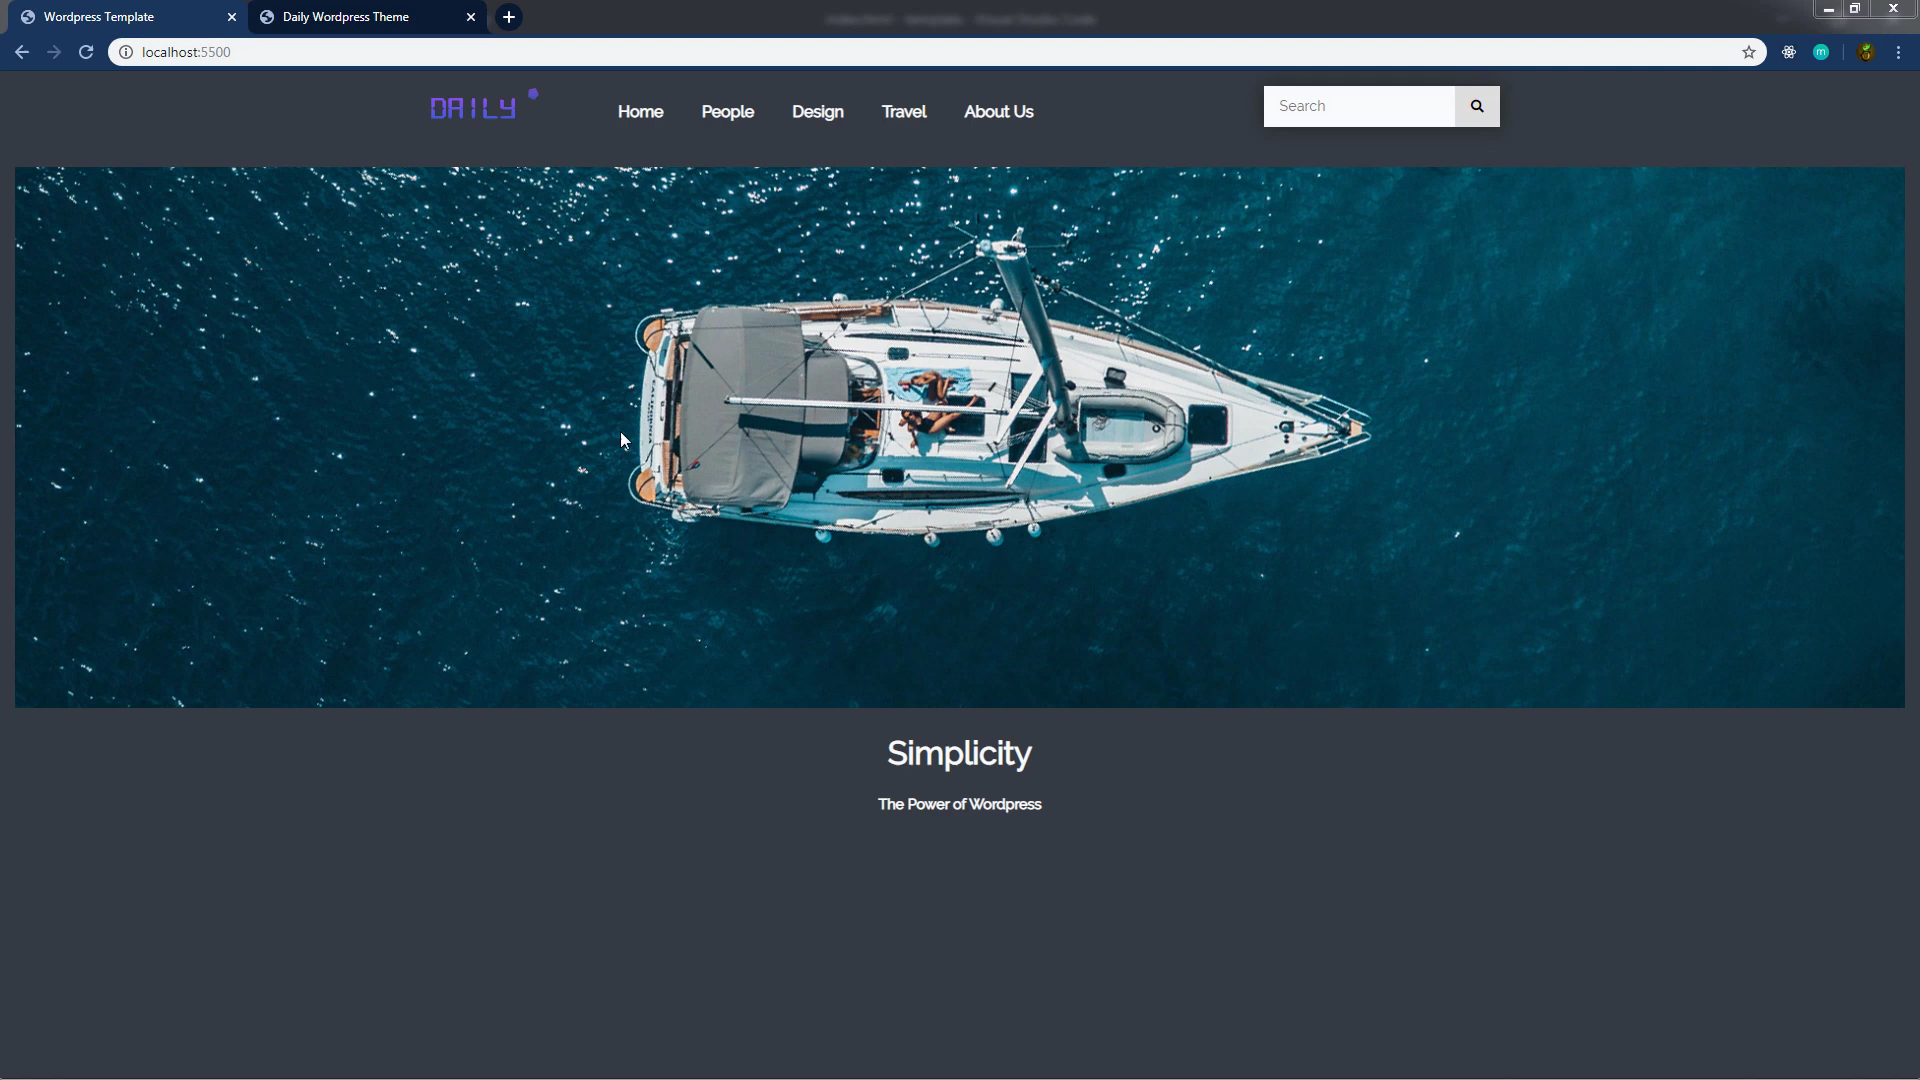 Wordpress Template
Daily Wordpress Theme
localhost:5500
DAILY
Home
People
Design
Travel
About Us
Search
Simplicity
The Power of Wordpress